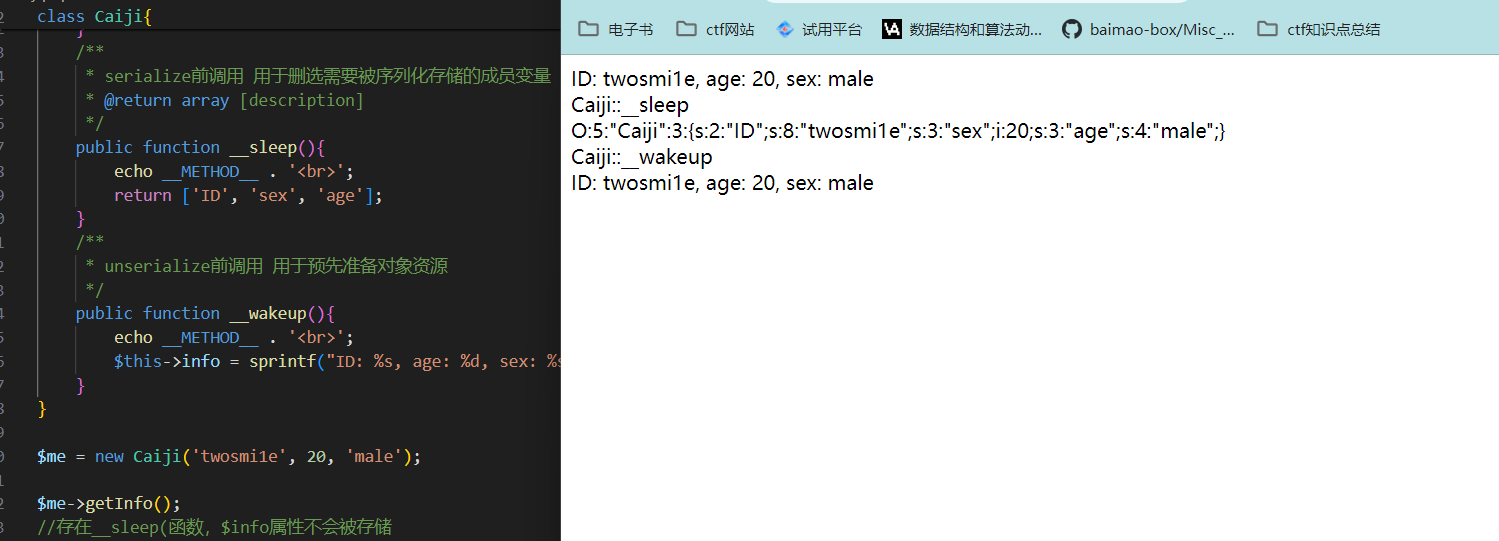 class Caiji{
}
/**
* serialize前调用 用于删选需要被序列化存储的成员变量
* @return array [description]
*/
public function __sleep(){
echo __METHOD__ . '<br>';
return ['ID', 'sex', 'age'];
}
/**
* unserialize前调用 用于预先准备对象资源
*/
public function __wakeup(){
echo __METHOD__ . '<br>';
$this->info = sprintf("ID: %s, age: %d, sex: %s
}
}
$me = new Caiji('twosmi1e', 20, 'male');
$me->getInfo();
//存在__sleep(函数, $info属性不会被存储
电子书 ctf网站 试用平台 数据结构和算法动... baimao-box/Misc_... ctf知识点总结
ID: twosmi1e, age: 20, sex: male
Caiji::__sleep
O:5:"Caiji":3:{s:2:"ID";s:8:"twosmi1e";s:3:"sex";i:20;s:3:"age";s:4:"male";}
Caiji::__wakeup
ID: twosmi1e, age: 20, sex: male